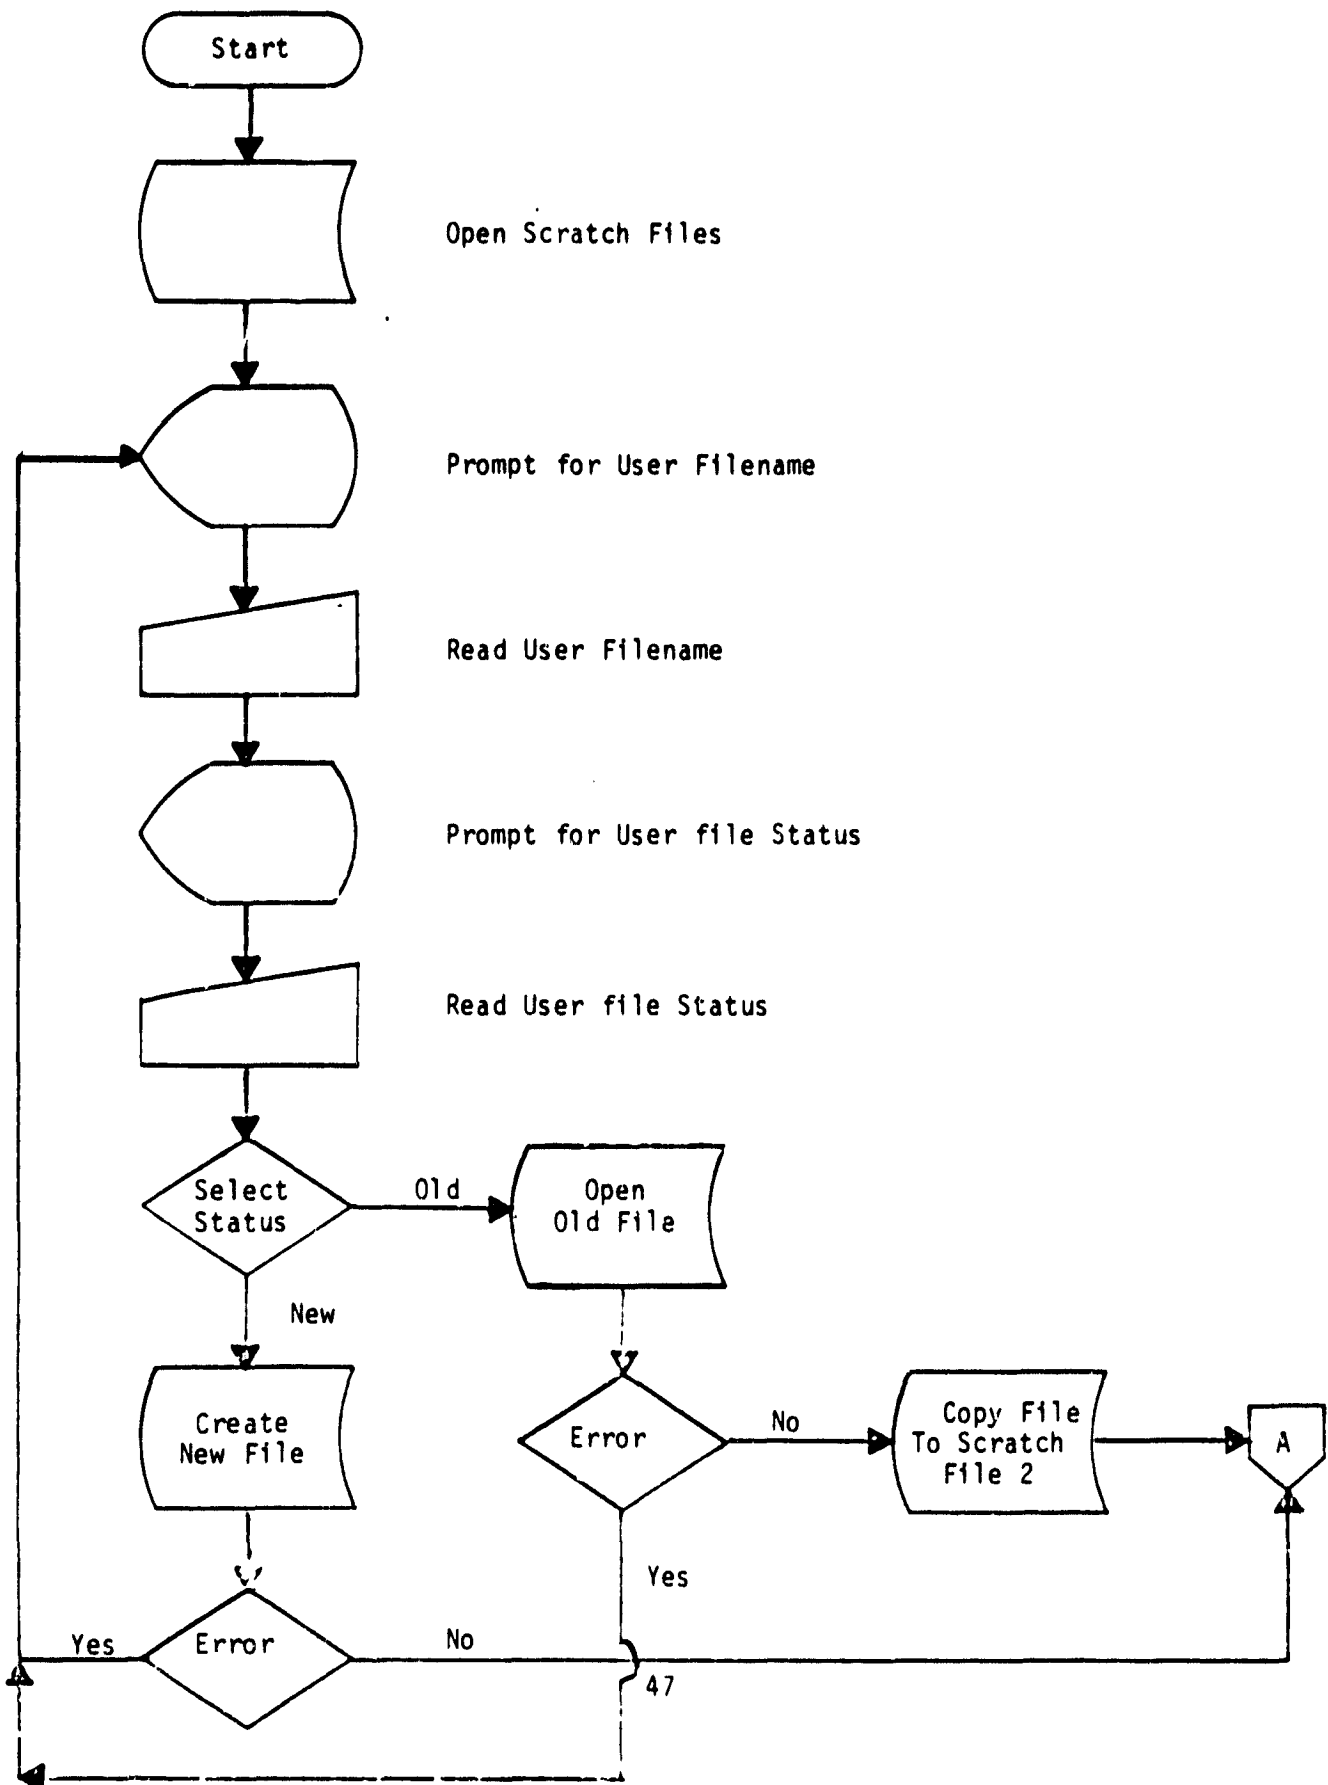 Start
Open Scratch Files
Prompt for User Filename
Read User Filename
Prompt for User file Status
Read User file Status
Select
Status
Old
Open
Old File
New
Create
New File
Error
No
Copy File
To Scratch
File 2
A
Yes
Yes
Error
No
47